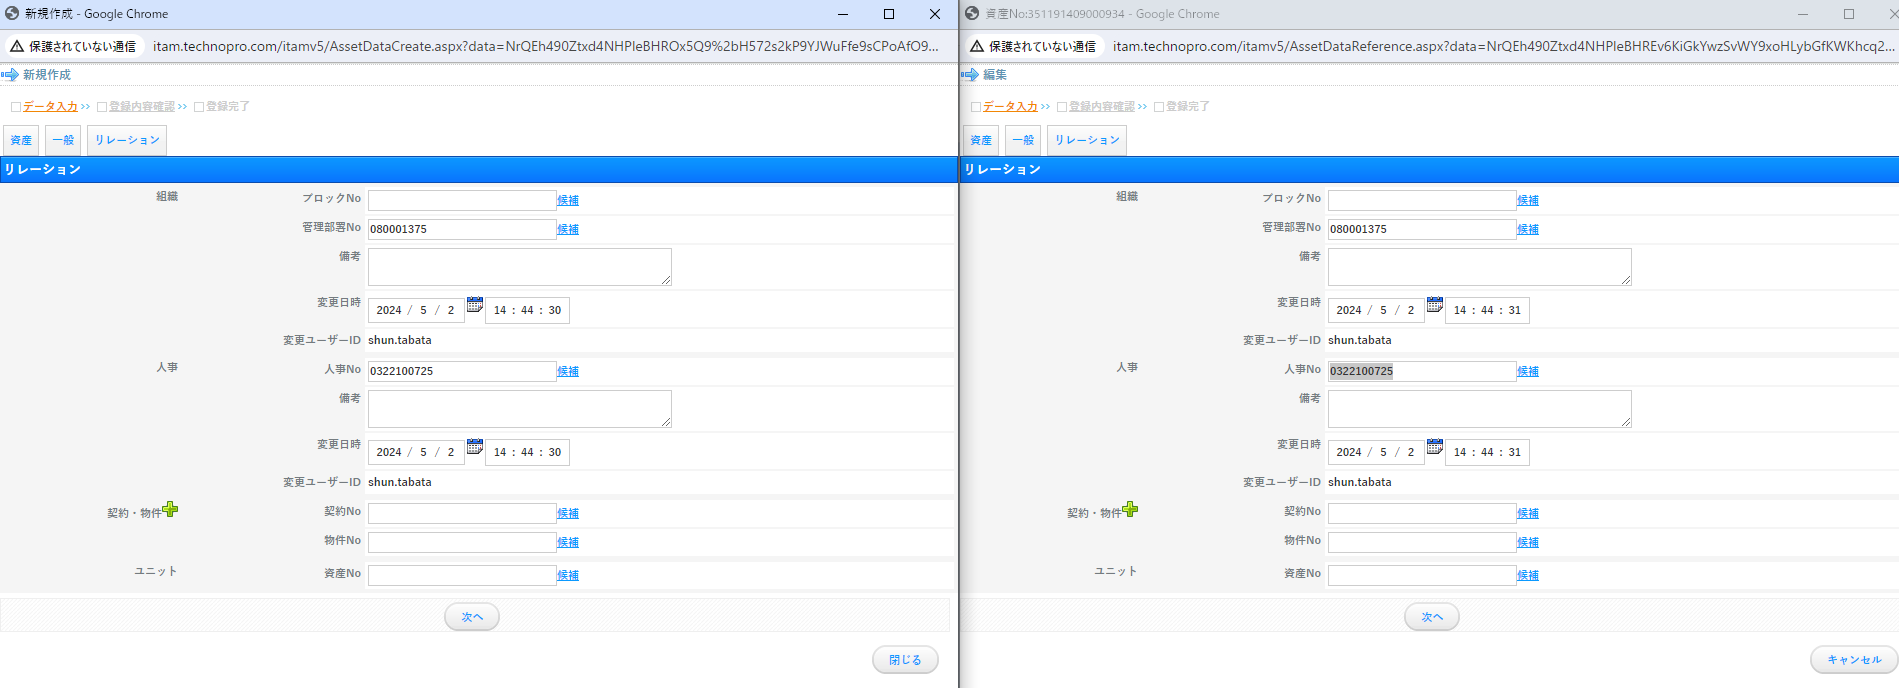 新規作成 - Google Chrome
保護されていない通信
itam.technopro.com/itamv5/AssetDataCreate.aspx?data=NrQEh490Ztxd4NHPIeBHROx5Q9%2bH572s2kP9YJWuFfe9sCPoAfO9...
新規作成
データ入力 >> 登録内容確認 >> 登録完了
資産 一般 リレーション
リレーション
組織
ブロックNo 候補
管理部署No 080001375 候補
備考
変更日時 2024 / 5 / 2 14 : 44 : 30
変更ユーザーID shun.tabata
人事
人事No 0322100725 候補
備考
変更日時 2024 / 5 / 2 14 : 44 : 30
変更ユーザーID shun.tabata
契約・物件
契約No 候補
物件No 候補
ユニット
資産No 候補
次へ
閉じる
資産No:351191409000934 - Google Chrome
保護されていない通信
itam.technopro.com/itamv5/AssetDataReference.aspx?data=NrQEh490Ztxd4NHPIeBHREv6KiGkYwzSvWY9xoHLybGfKWKhcq2...
編集
データ入力 >> 登録内容確認 >> 登録完了
資産 一般 リレーション
リレーション
組織
ブロックNo 候補
管理部署No 080001375 候補
備考
変更日時 2024 / 5 / 2 14 : 44 : 31
変更ユーザーID shun.tabata
人事
人事No 0322100725 候補
備考
変更日時 2024 / 5 / 2 14 : 44 : 31
変更ユーザーID shun.tabata
契約・物件
契約No 候補
物件No 候補
ユニット
資産No 候補
次へ
キャンセル